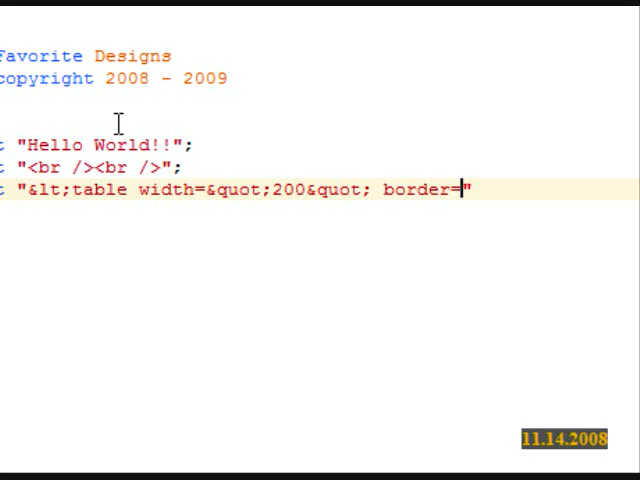 Favorite Designs
copyright 2008 - 2009
t "Hello World!!";
t "<br /><br />";
t "&lt;table width=&quot;200&quot; border="
11.14.2008